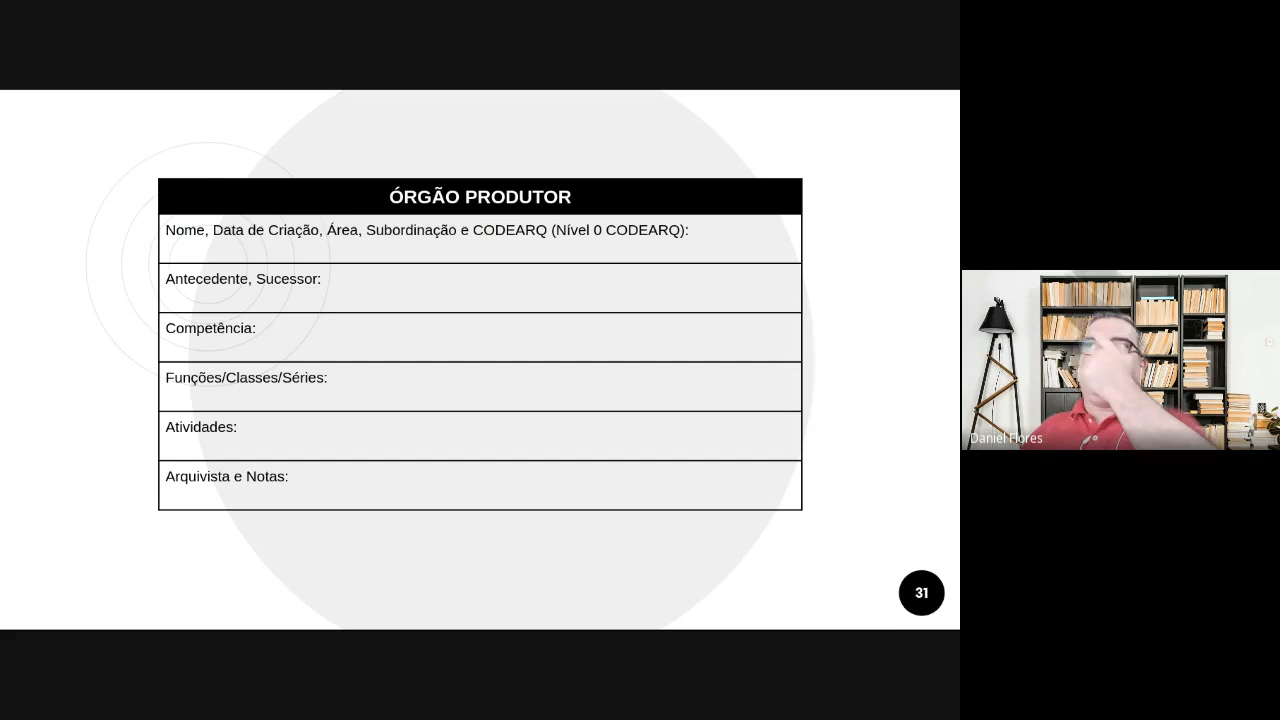 ÓRGÃO PRODUTOR
Nome, Data de Criação, Área, Subordinação e CODEARQ (Nível 0 CODEARQ):
Antecedente, Sucessor:
Competência:
Funções/Classes/Séries:
Atividades:
Arquivista e Notas:
31
Daniel Flores